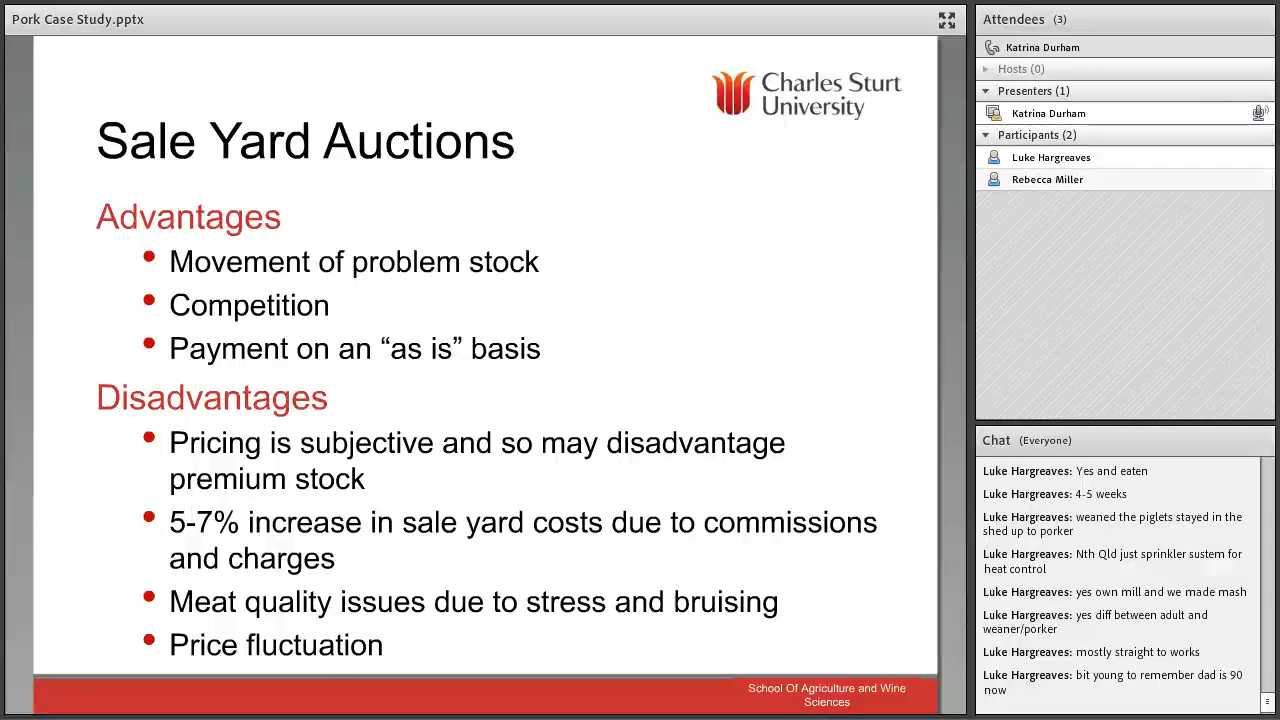 Pork Case Study.pptx
Charles Sturt
University
Sale Yard Auctions
Advantages
• Movement of problem stock
• Competition
• Payment on an “as is” basis
Disadvantages
• Pricing is subjective and so may disadvantage
premium stock
• 5-7% increase in sale yard costs due to commissions
and charges
• Meat quality issues due to stress and bruising
• Price fluctuation
School Of Agriculture and Wine
Sciences
Attendees (3)
Katrina Durham
Hosts (0)
Presenters (1)
Katrina Durham
Participants (2)
Luke Hargreaves
Rebecca Miller
Chat (Everyone)
Luke Hargreaves: Yes and eaten
Luke Hargreaves: 4-5 weeks
Luke Hargreaves: weaned the piglets stayed in the
shed up to porker
Luke Hargreaves: Nth Qld just sprinkler sustem for
heat control
Luke Hargreaves: yes own mill and we made mash
Luke Hargreaves: yes diff between adult and
weaner/porker
Luke Hargreaves: mostly straight to works
Luke Hargreaves: bit young to remember dad is 90
now